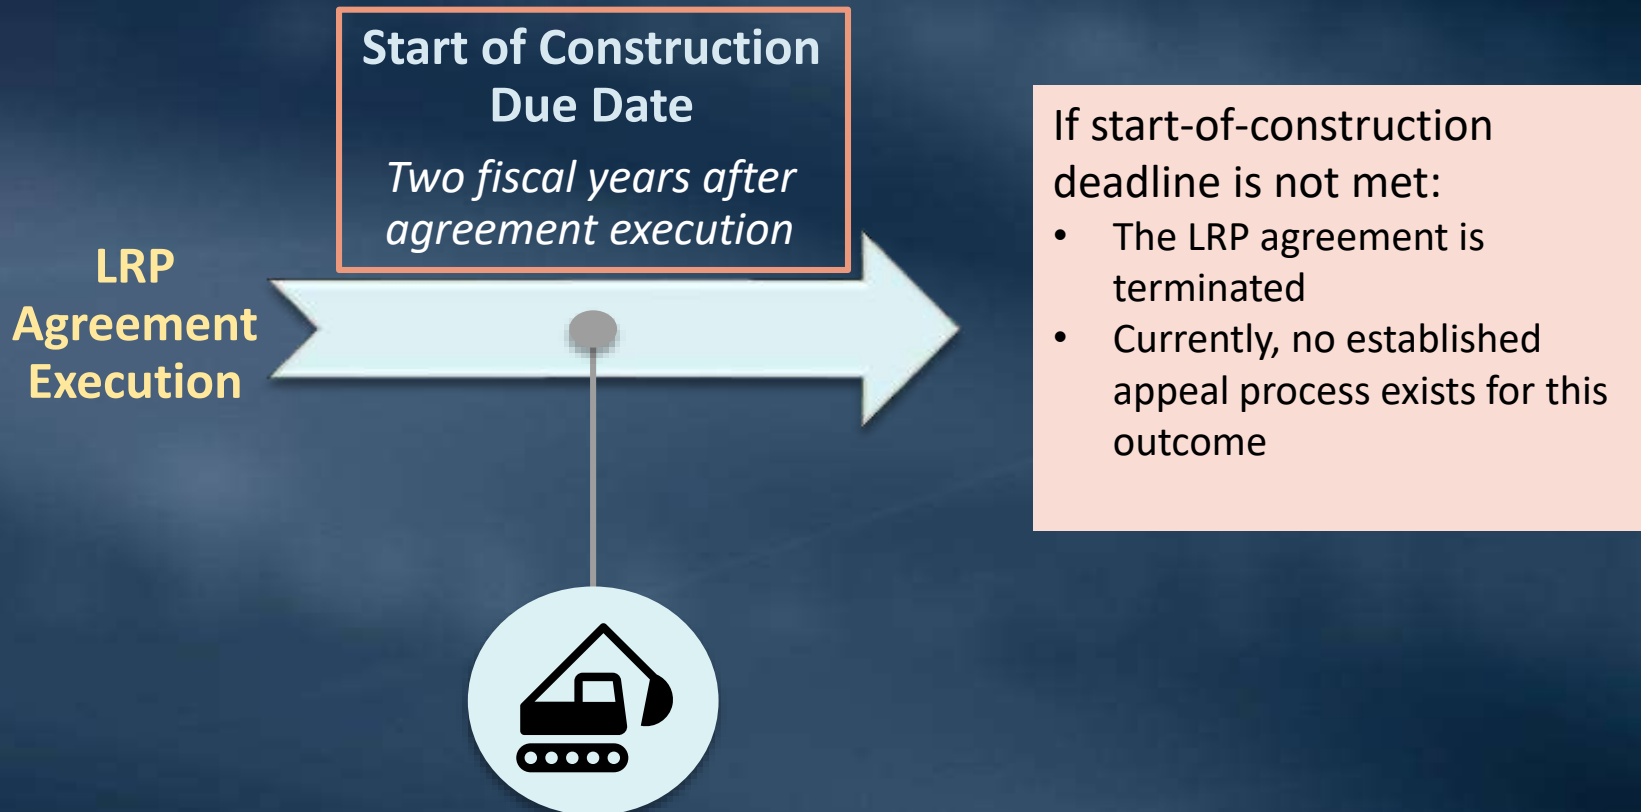 Start of Construction
Due Date
Two fiscal years after
agreement execution
LRP
Agreement
Execution
If start-of-construction
deadline is not met:
• The LRP agreement is
terminated
• Currently, no established
appeal process exists for this
outcome